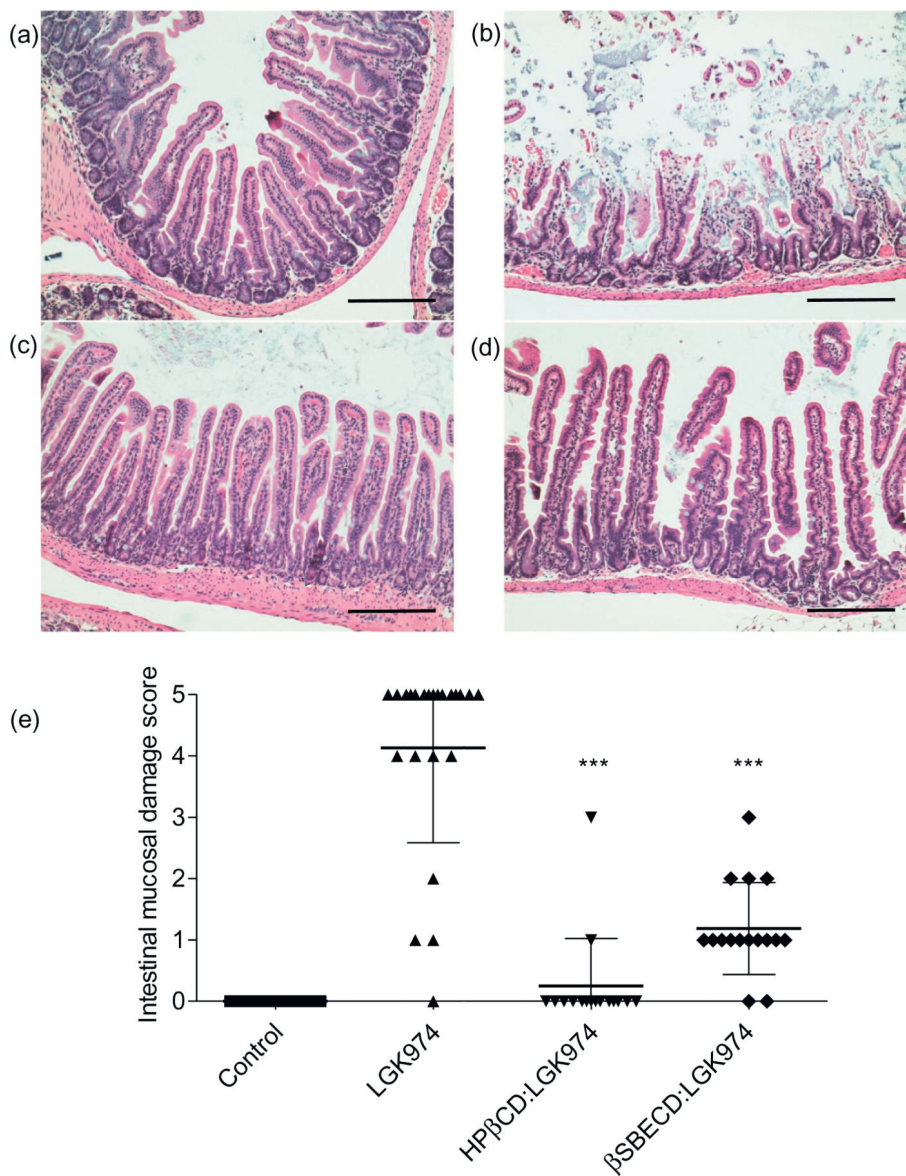 (a)
(b)
(c)
(d)
(e)
Intestinal mucosal damage score
5
4
3
2
1
0
***
***
Control
LGK974
HPβCD:LGK974
βSBECD:LGK974